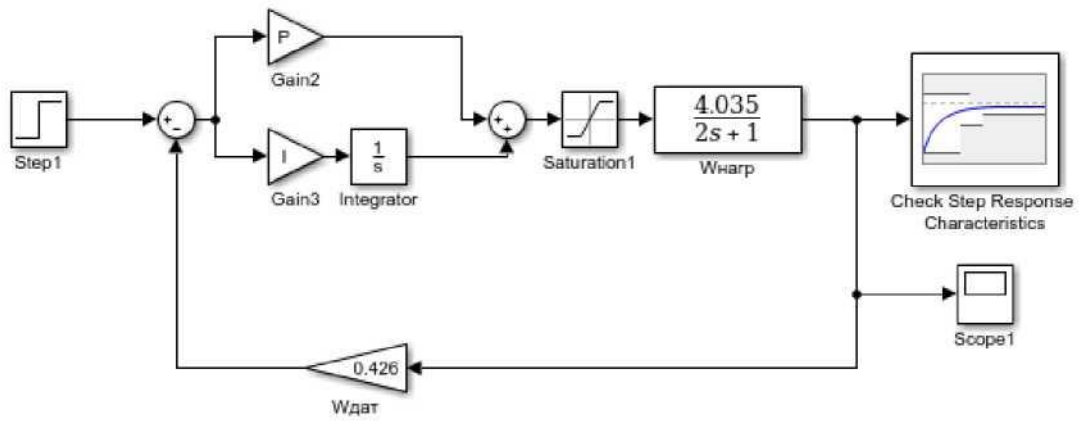 P
Gain2
Step1
+
−
I
Gain3
1
s
Integrator
+
+
Saturation1
4.035
2s + 1
Wнагр
Check Step Response
Characteristics
Scope1
0.426
Wдат